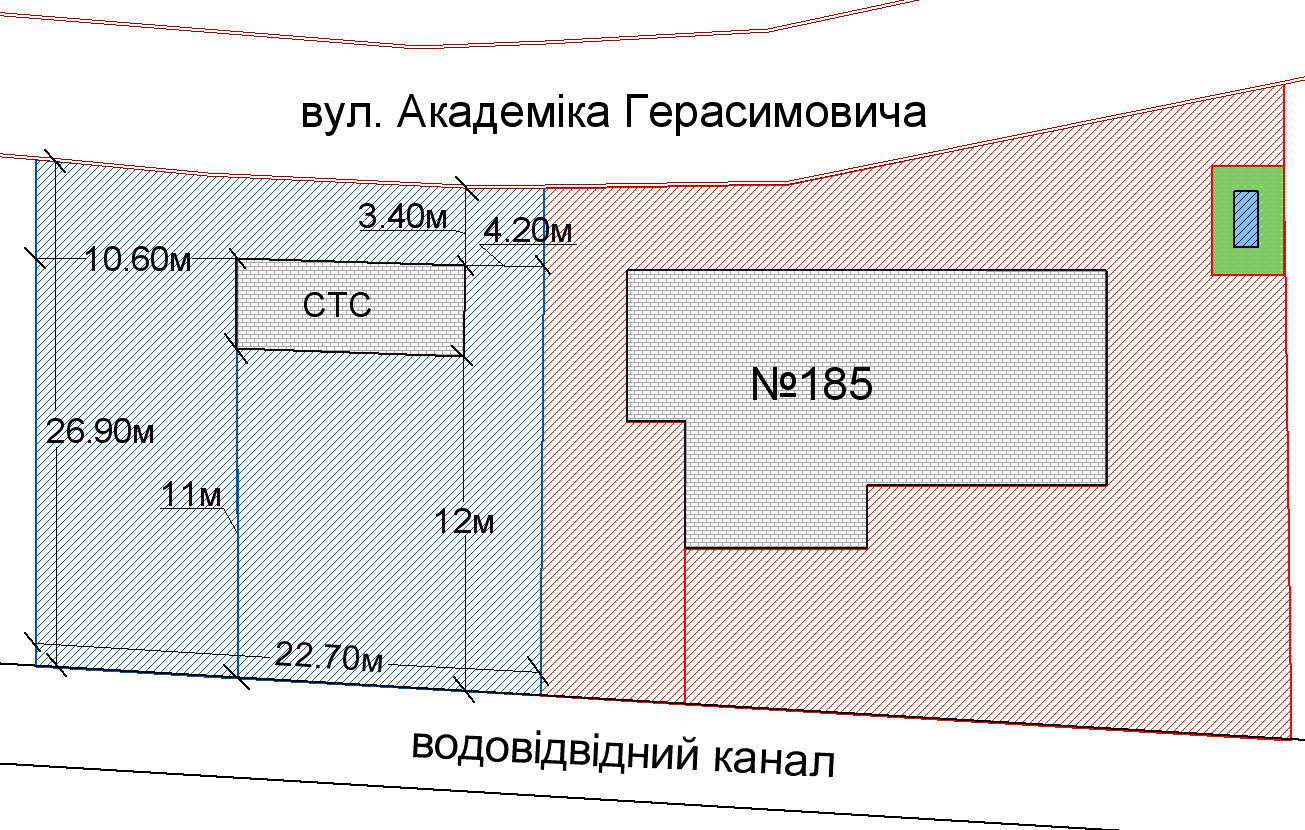 вул. Академіка Герасимовича
3.40м
4.20м
10.60м
СТС
№185
26.90м
11м
12м
22.70м
водовідвідний канал